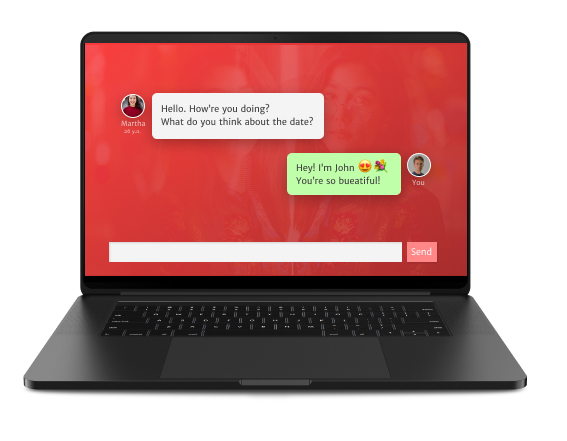 Hello. How're you doing?
What do you think about the date?
Martha
26 y.o.
Hey! I'm John 😍💐
You're so bueatiful!
You
Send